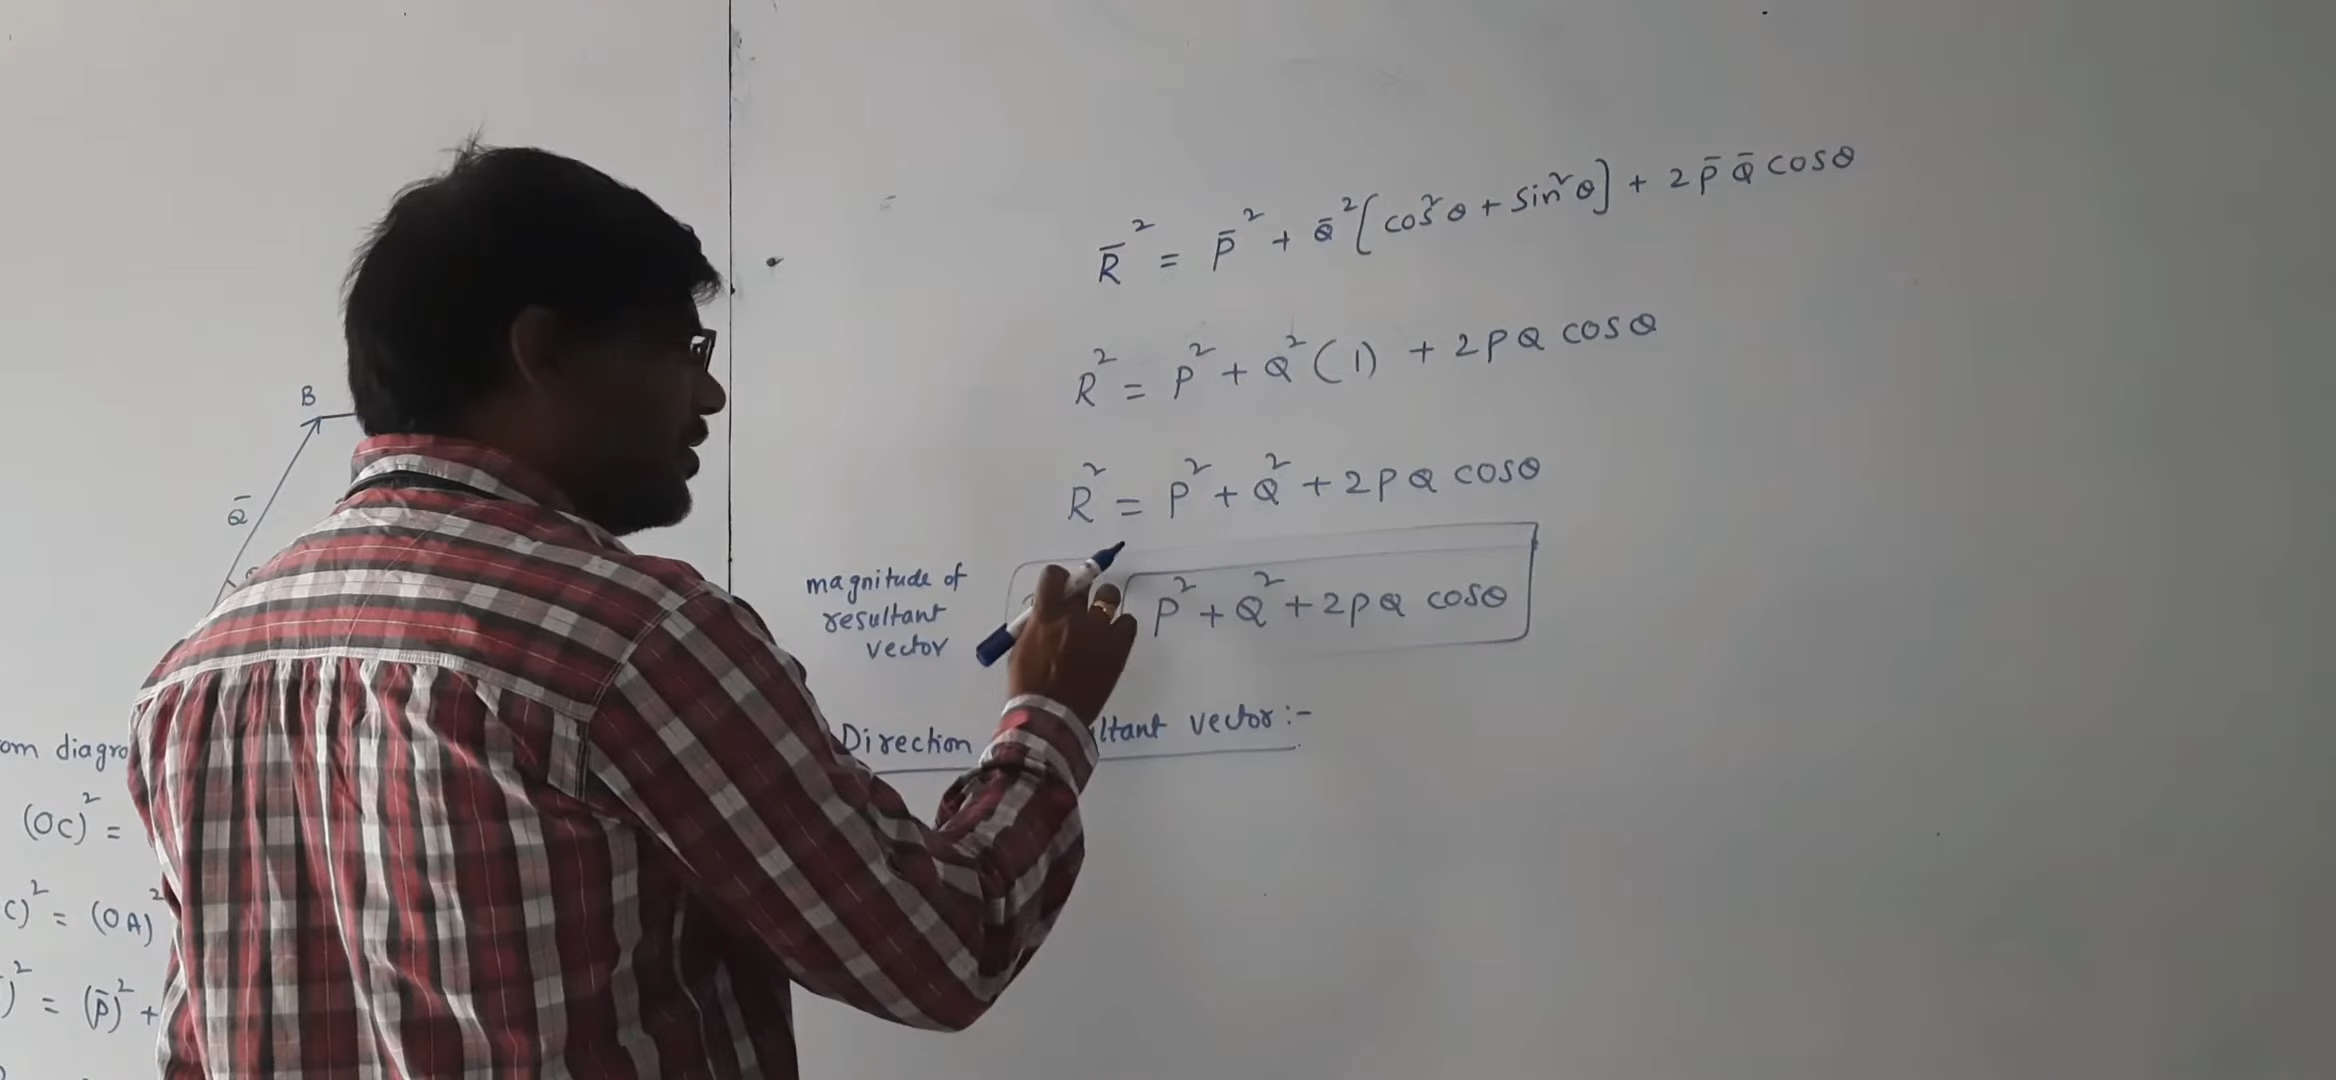 B
Q̄
om diagra
(OC)² =
C)² = (OA)²
)² = (P̄)² +
R̄² = P̄² + Q̄² [cos²θ + sin²θ] + 2P̄ Q̄ cosθ
R² = P² + Q² (1) + 2PQ cosθ
R² = P² + Q² + 2PQ cosθ
magnitude of
resultant
vector
√P² + Q² + 2PQ cosθ
Direction ultant vector :-